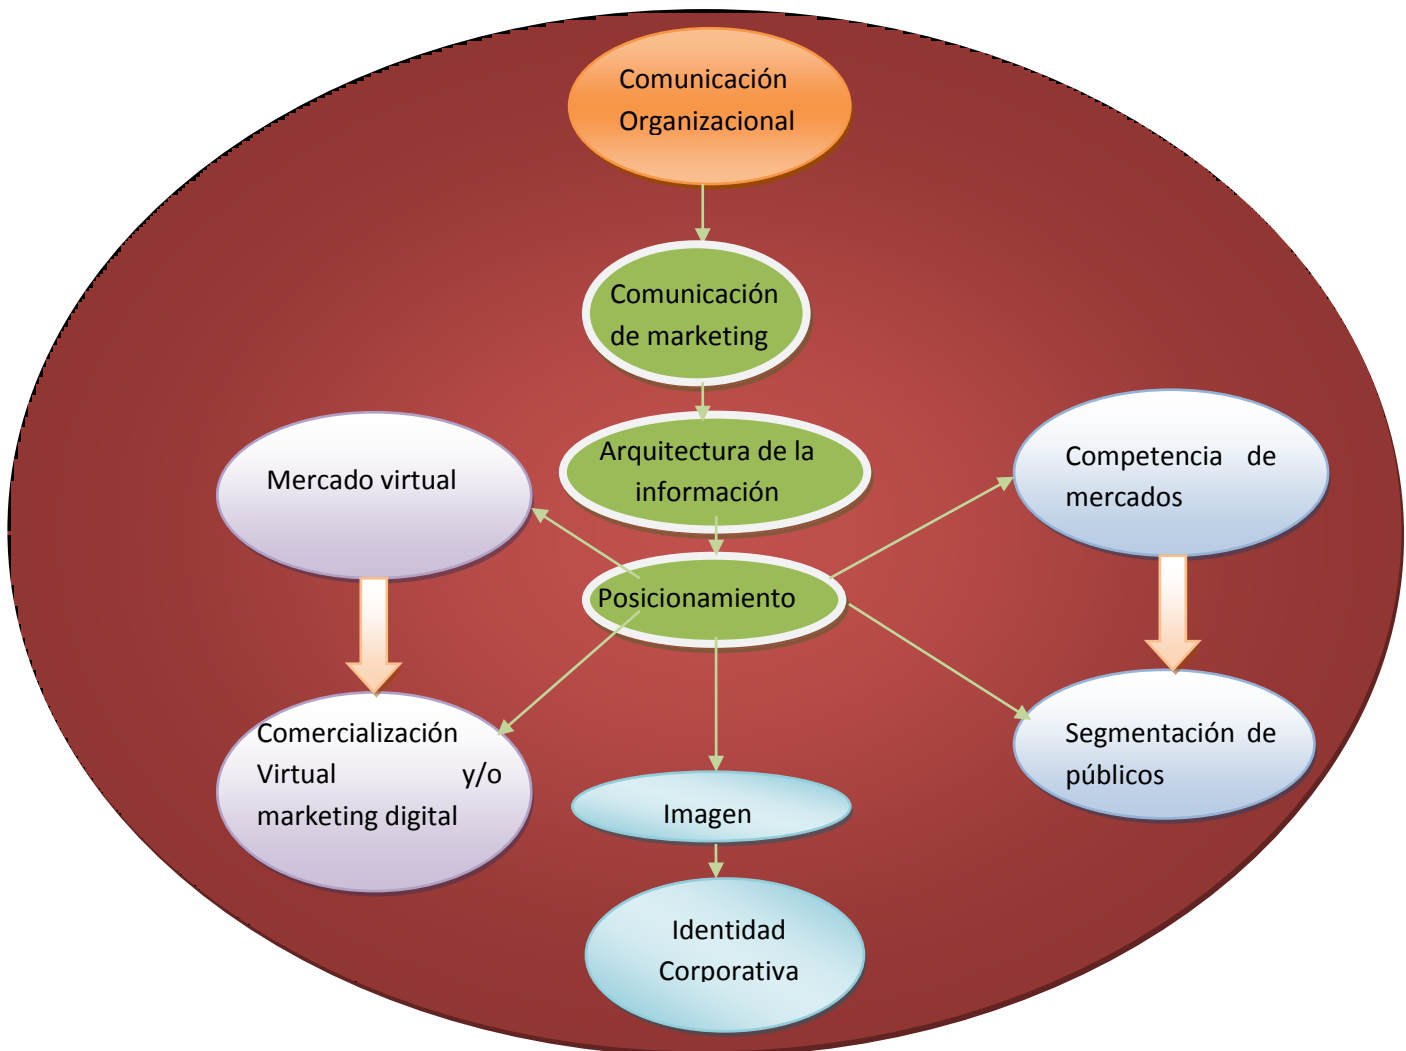 Comunicación
Organizacional
Comunicación
de marketing
Arquitectura de la
información
Mercado virtual
Competencia de
mercados
Posicionamiento
Comercialización
Virtual y/o
marketing digital
Segmentación de
públicos
Imagen
Identidad
Corporativa